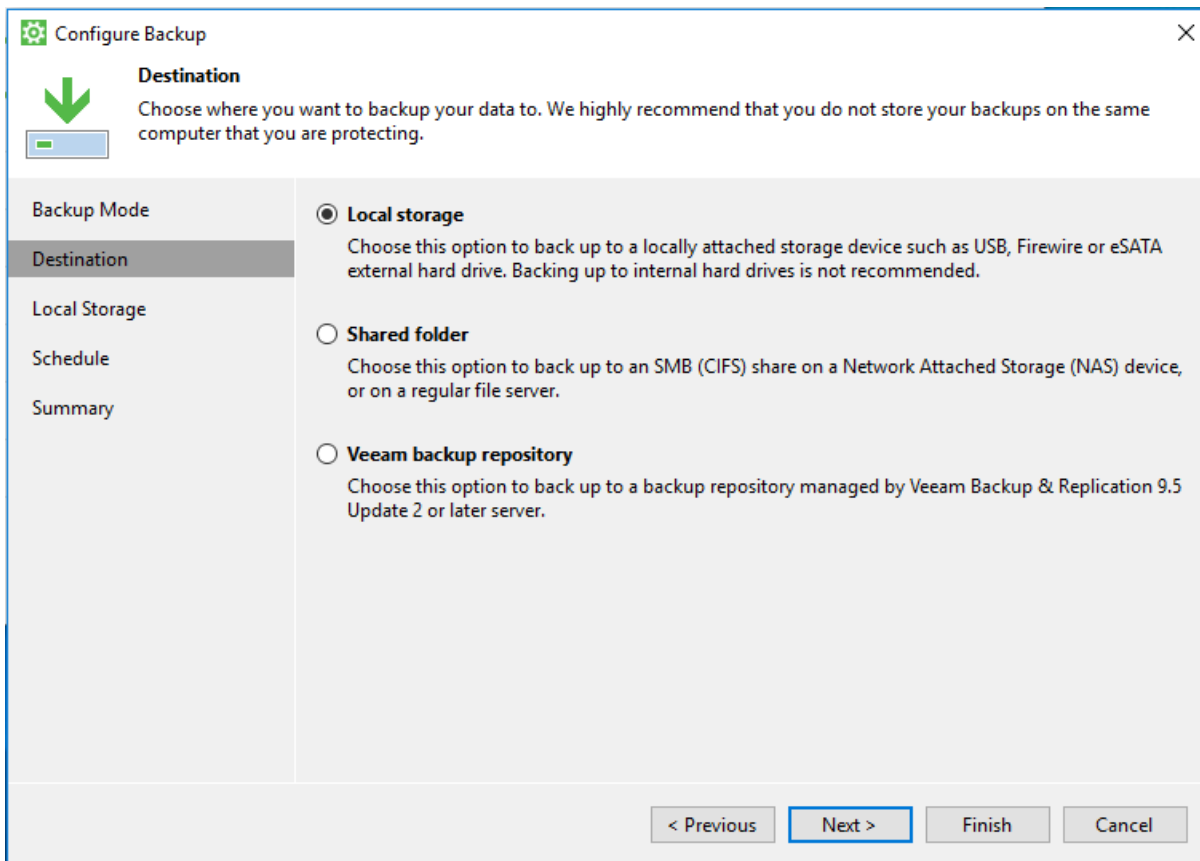 Configure Backup
Destination
Choose where you want to backup your data to. We highly recommend that you do not store your backups on the same
computer that you are protecting.
Backup Mode
Destination
Local Storage
Schedule
Summary
Local storage
Choose this option to back up to a locally attached storage device such as USB, Firewire or eSATA
external hard drive. Backing up to internal hard drives is not recommended.
Shared folder
Choose this option to back up to an SMB (CIFS) share on a Network Attached Storage (NAS) device,
or on a regular file server.
Veeam backup repository
Choose this option to back up to a backup repository managed by Veeam Backup & Replication 9.5
Update 2 or later server.
< Previous
Next >
Finish
Cancel